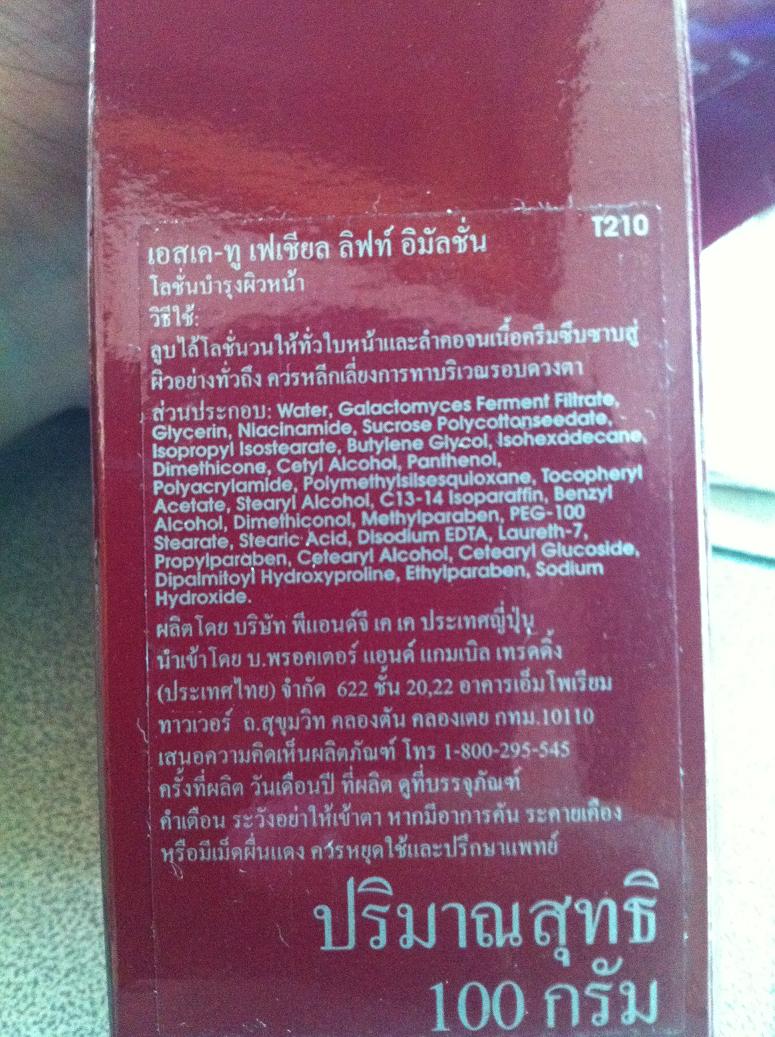 T210
เอสเค-ทู เฟเชียล ลิฟท์ อิมัลชั่น
โลชั่นบำรุงผิวหน้า
วิธีใช้:
ลูบไล้โลชั่นวนให้ทั่วใบหน้าและลำคอจนเนื้อครีมซึมซาบสู่
ผิวอย่างทั่วถึง ควรหลีกเลี่ยงการทาบริเวณรอบดวงตา
ส่วนประกอบ: Water, Galactomyces Ferment Filtrate,
Glycerin, Niacinamide, Sucrose Polycottonseedate,
Isopropyl Isostearate, Butylene Glycol, Isohexadecane,
Dimethicone, Cetyl Alcohol, Panthenol,
Polyacrylamide, Polymethylsilsesquioxane, Tocopheryl
Acetate, Stearyl Alcohol, C13-14 Isoparaffin, Benzyl
Alcohol, Dimethiconol, Methylparaben, PEG-100
Stearate, Stearic Acid, Disodium EDTA, Laureth-7,
Propylparaben, Cetearyl Alcohol, Cetearyl Glucoside,
Dipalmitoyl Hydroxyproline, Ethylparaben, Sodium
Hydroxide.
ผลิตโดย บริษัท พีแอนด์จี เค เค ประเทศญี่ปุ่น
นำเข้าโดย บ.พรอคเตอร์ แอนด์ แกมเบิล เทรดดิ้ง
(ประเทศไทย) จำกัด 622 ชั้น 20,22 อาคารเอ็มโพเรียม
ทาวเวอร์ ถ.สุขุมวิท คลองตัน คลองเตย กทม.10110
เสนอความคิดเห็นผลิตภัณฑ์ โทร 1-800-295-545
ครั้งที่ผลิต วันเดือนปี ที่ผลิต ดูที่บรรจุภัณฑ์
คำเตือน ระวังอย่าให้เข้าตา หากมีอาการคัน ระคายเคือง
หรือมีเม็ดผื่นแดง ควรหยุดใช้และปรึกษาแพทย์
ปริมาณสุทธิ
100 กรัม